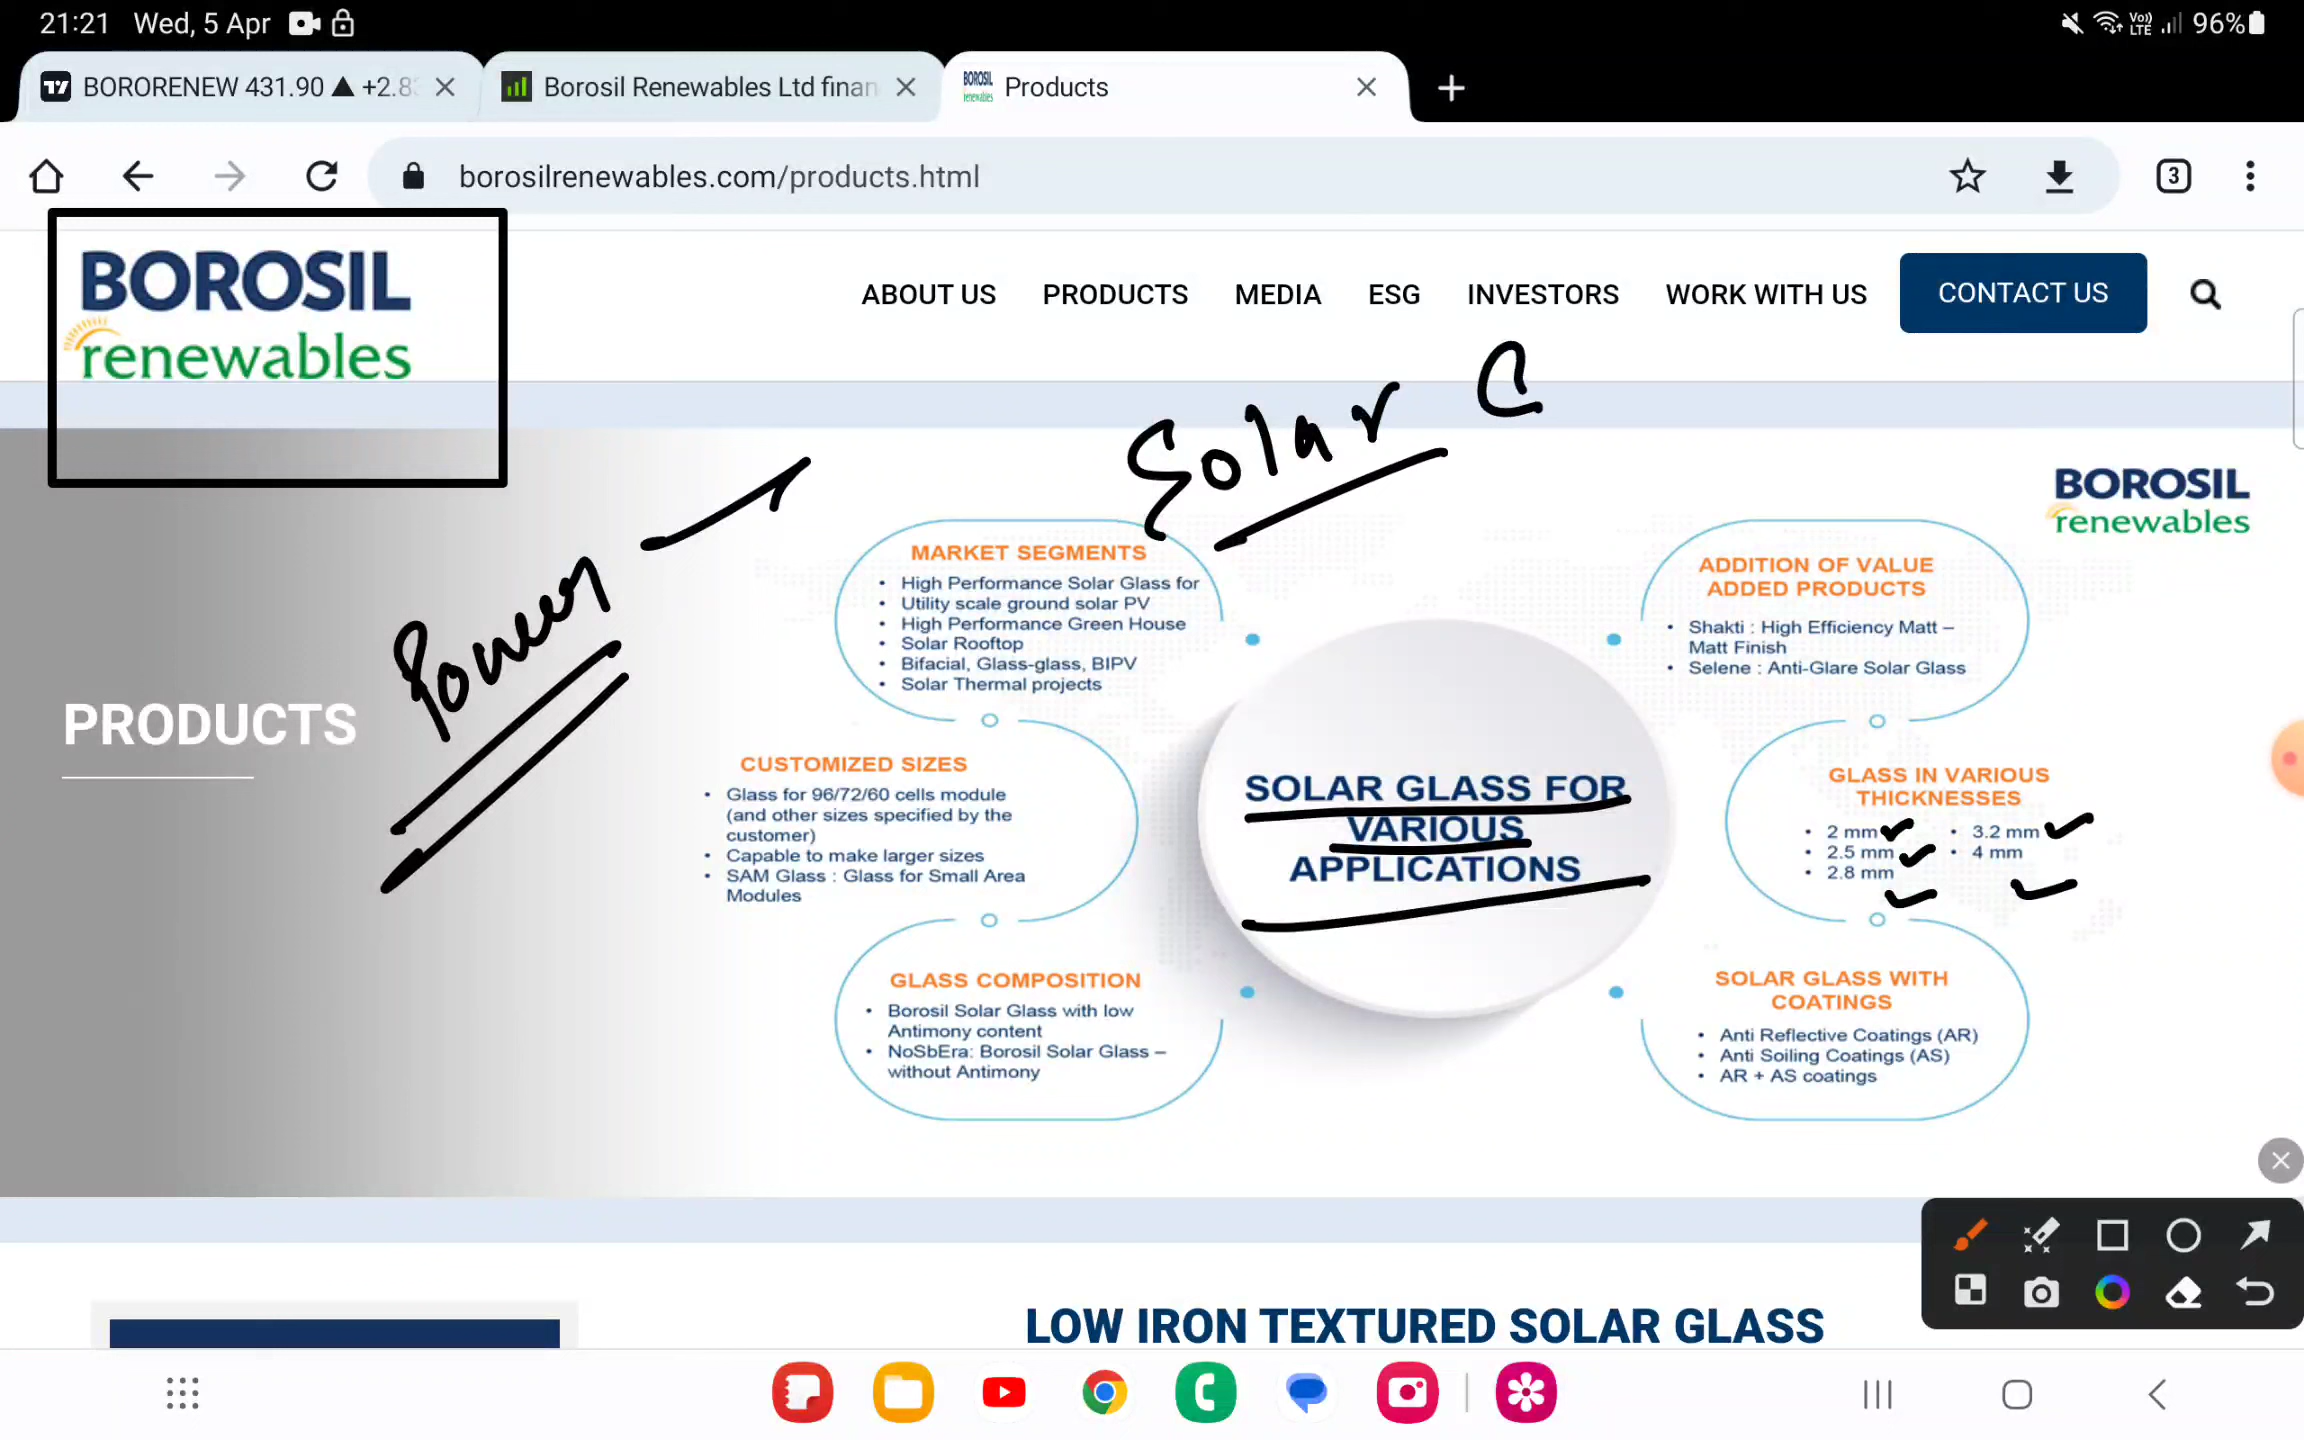 21:21 Wed, 5 Apr
Vo))
LTE
96%
BORORENEW 431.90 ▲ +2.8
Borosil Renewables Ltd finan
BOROSIL
renewables
Products
borosilrenewables.com/products.html
3
BOROSIL
renewables
ABOUT US
PRODUCTS
MEDIA
ESG
INVESTORS
WORK WITH US
CONTACT US
Solar C
Power
PRODUCTS
BOROSIL
renewables
MARKET SEGMENTS
• High Performance Solar Glass for
• Utility scale ground solar PV
• High Performance Green House
• Solar Rooftop
• Bifacial, Glass-glass, BIPV
• Solar Thermal projects
CUSTOMIZED SIZES
• Glass for 96/72/60 cells module
(and other sizes specified by the
customer)
• Capable to make larger sizes
• SAM Glass : Glass for Small Area
Modules
GLASS COMPOSITION
• Borosil Solar Glass with low
Antimony content
• NoSbEra: Borosil Solar Glass –
without Antimony
SOLAR GLASS FOR
VARIOUS
APPLICATIONS
ADDITION OF VALUE
ADDED PRODUCTS
• Shakti : High Efficiency Matt –
Matt Finish
• Selene : Anti-Glare Solar Glass
GLASS IN VARIOUS
THICKNESSES
• 2 mm • 3.2 mm
• 2.5 mm • 4 mm
• 2.8 mm
SOLAR GLASS WITH
COATINGS
• Anti Reflective Coatings (AR)
• Anti Soiling Coatings (AS)
• AR + AS coatings
LOW IRON TEXTURED SOLAR GLASS